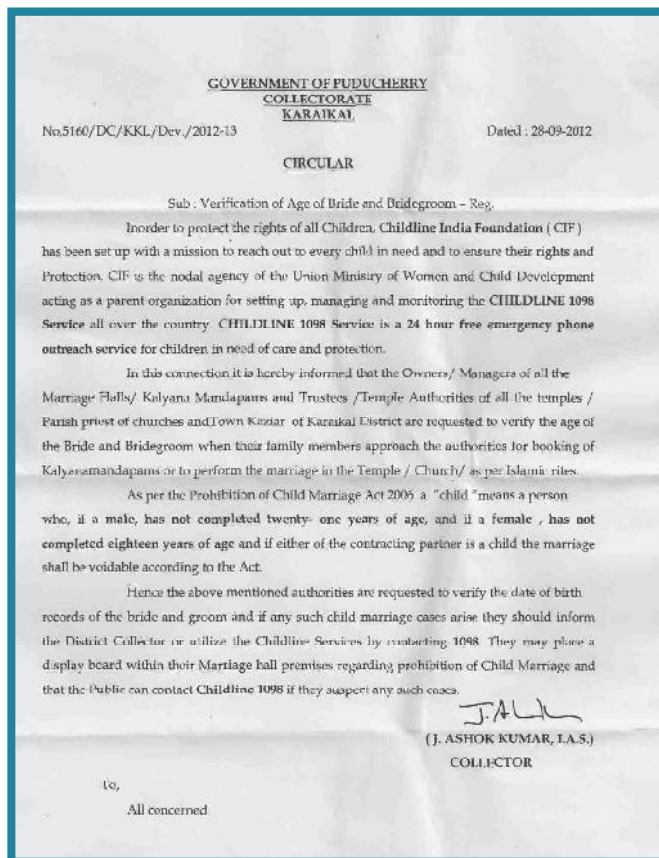 GOVERNMENT OF PUDUCHERRY
COLLECTORATE
KARAIKAL
No.5160/DC/KKL/Dev./2012-13 Dated : 28-09-2012
CIRCULAR
Sub : Verification of Age of Bride and Bridegroom – Reg.
Inorder to protect the rights of all Children, Childline India Foundation ( CIF )
has been set up with a mission to reach out to every child in need and to ensure their rights and
Protection. CIF is the nodal agency of the Union Ministry of Women and Child Development
acting as a parent organization for setting up, managing and monitoring the CHILDLINE 1098
Service all over the country. CHILDLINE 1098 Service is a 24 hour free emergency phone
outreach service for children in need of care and protection.
In this connection it is hereby informed that the Owners/ Managers of all the
Marriage Halls/ Kalyana Mandapams and Trustees /Temple Authorities of all the temples /
Parish priest of churches andTown Kaziar of Karaikal District are requested to verify the age of
the Bride and Bridegroom when their family members approach the authorities for booking of
Kalyanamandapams or to perform the marriage in the Temple / Church/ as per Islamic rites.
As per the Prohibition of Child Marriage Act 2006 a "child "means a person
who, if a male, has not completed twenty- one years of age, and if a female , has not
completed eighteen years of age and if either of the contracting partner is a child the marriage
shall be voidable according to the Act.
Hence the above mentioned authorities are requested to verify the date of birth
records of the bride and groom and if any such child marriage cases arise they should inform
the District Collector or utilize the Childline Services by contacting 1098. They may place a
display board within their Marriage hall premises regarding prohibition of Child Marriage and
that the Public can contact Childline 1098 if they suspect any such cases.
(J. ASHOK KUMAR, I.A.S.)
COLLECTOR
to,
All concerned